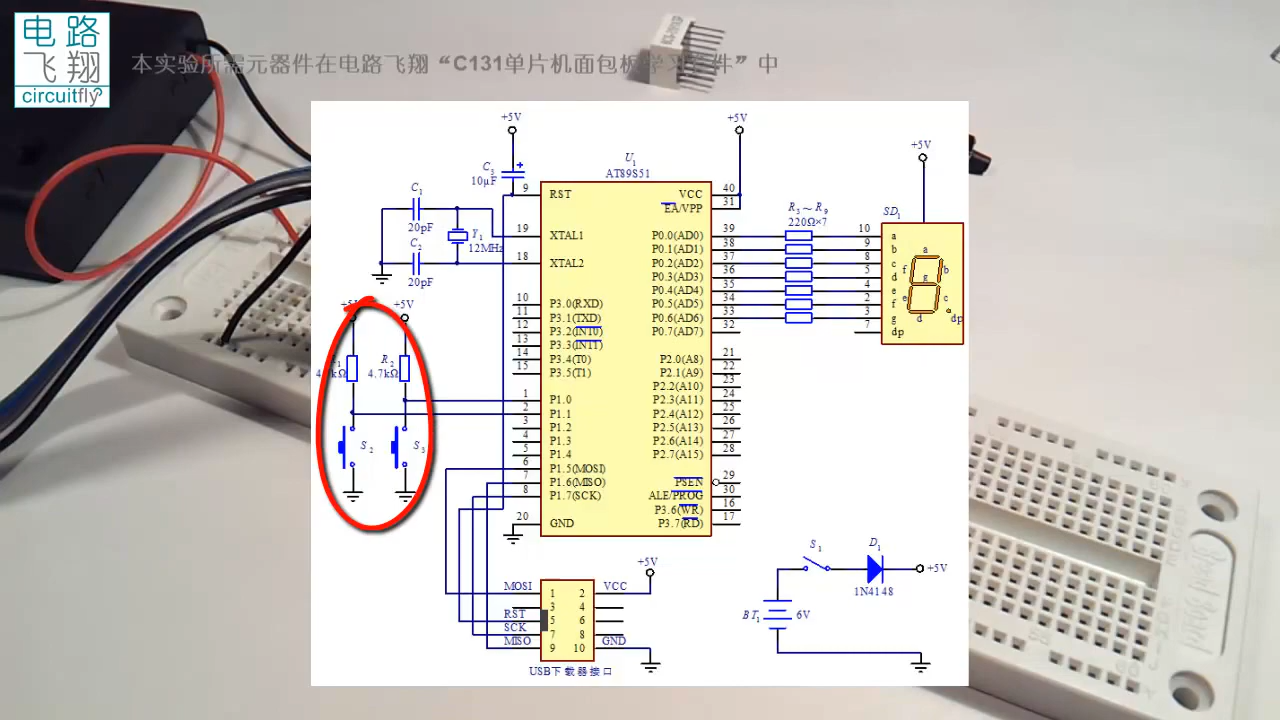 电路
飞翔
circuitfly
本实验所需元器件在电路飞翔“C131单片机面包板学习套件”中
+5V
+5V
+5V
U1
AT89S51
C3
+
10μF
9 RST
VCC 40
EA/VPP 31
C1
20pF
C2
20pF
Y1
12MHz
19 XTAL1
18 XTAL2
P0.0(AD0) 39
P0.1(AD1) 38
P0.2(AD2) 37
P0.3(AD3) 36
P0.4(AD4) 35
P0.5(AD5) 34
P0.6(AD6) 33
P0.7(AD7) 32
R3～R9
220Ω×7
SD1
10 a
9 b
8 c
5 d
4 e
2 f
3 g
7 dp
a
f b
g
e c
d dp
10 P3.0(RXD)
11 P3.1(TXD)
12 P3.2(INT0)
13 P3.3(INT1)
14 P3.4(T0)
15 P3.5(T1)
P2.0(A8) 21
P2.1(A9) 22
P2.2(A10) 23
P2.3(A11) 24
P2.4(A12) 25
P2.5(A13) 26
P2.6(A14) 27
P2.7(A15) 28
+5V
R2
4.7kΩ
S2
S3
1 P1.0
2 P1.1
3 P1.2
4 P1.3
5 P1.4
6 P1.5(MOSI)
7 P1.6(MISO)
8 P1.7(SCK)
20 GND
PSEN 29
ALE/PROG 30
P3.6(WR) 16
P3.7(RD) 17
+5V
MOSI 1 2 VCC
3 4
RST 5 6
SCK 7 8
MISO 9 10 GND
USB下载器接口
S1
D1
1N4148
+5V
BT1
6V